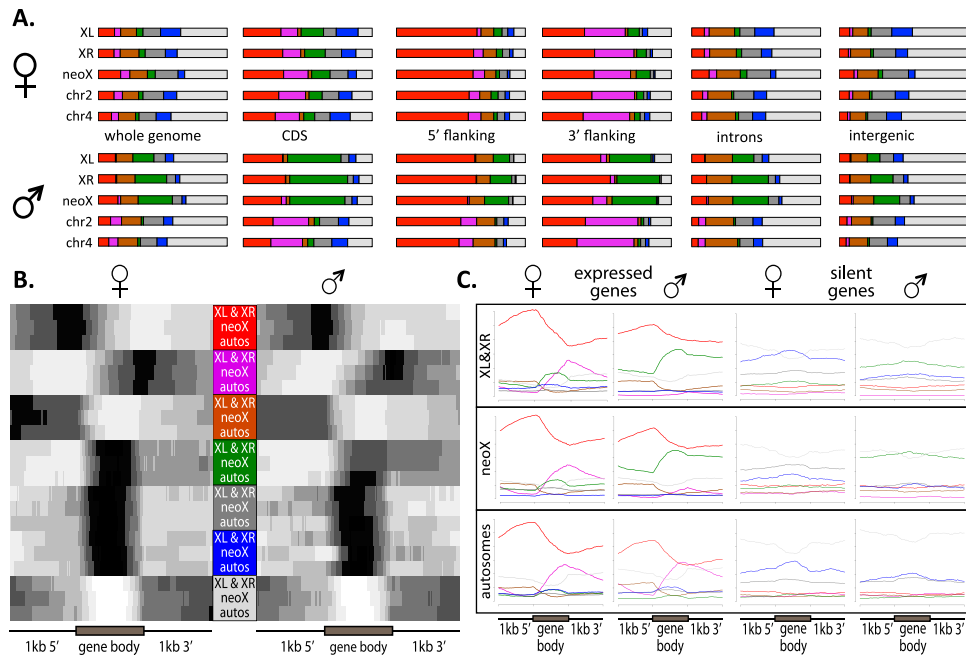 A.
XL
XR
neoX
chr2
chr4
whole genome CDS 5’ flanking 3’ flanking introns intergenic
XL
XR
neoX
chr2
chr4
B.
XL & XR
neoX
autos
XL & XR
neoX
autos
XL & XR
neoX
autos
XL & XR
neoX
autos
XL & XR
neoX
autos
XL & XR
neoX
autos
XL & XR
neoX
autos
1kb 5’ gene body 1kb 3’ 1kb 5’ gene body 1kb 3’
C.
expressed genes
silent genes
XL&XR
neoX
autosomes
1kb 5’ gene body 1kb 3’ 1kb 5’ gene body 1kb 3’ 1kb 5’ gene body 1kb 3’ 1kb 5’ gene body 1kb 3’